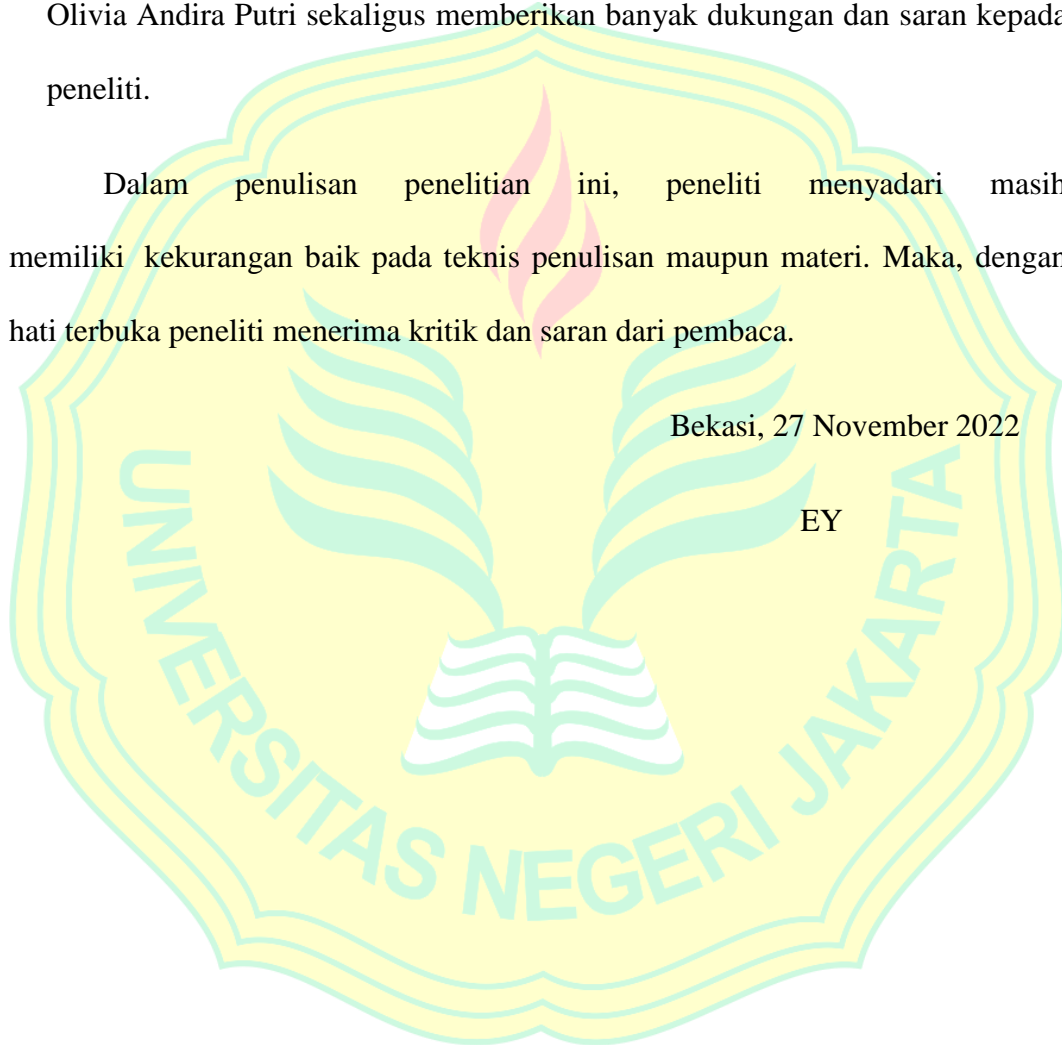 Olivia Andira Putri sekaligus memberikan banyak dukungan dan saran kepada
peneliti.
Dalam penulisan penelitian ini, peneliti menyadari masih
memiliki kekurangan baik pada teknis penulisan maupun materi. Maka, dengan
hati terbuka peneliti menerima kritik dan saran dari pembaca.
Bekasi, 27 November 2022
EY
UNIVERSITAS NEGERI JAKARTA